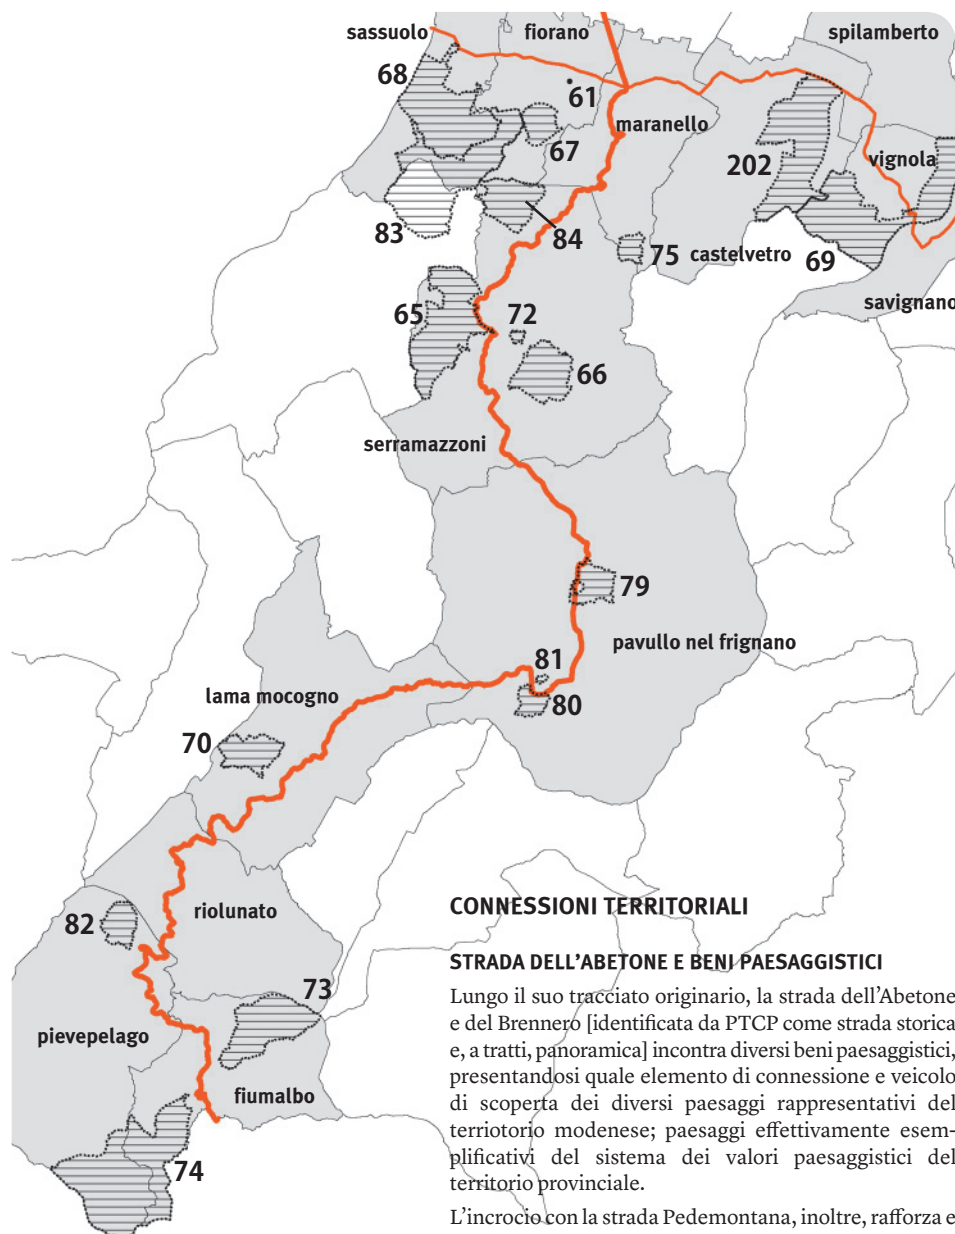 sassuolo
fiorano
spilamberto
68
61
maranello
67
202
vignola
83
84
75
castelvetro
69
savignano
65
72
66
serramazzoni
79
pavullo nel frignano
81
lama mocogno
80
70
riolunato
82
73
pievepelago
fiumalbo
74
CONNESSIONI TERRITORIALI
STRADA DELL'ABETONE E BENI PAESAGGISTICI
Lungo il suo tracciato originario, la strada dell'Abetone
e del Brennero [identificata da PTCP come strada storica
e, a tratti, panoramica] incontra diversi beni paesaggistici,
presentandosi quale elemento di connessione e veicolo
di scoperta dei diversi paesaggi rappresentativi del
terriotorio modenese; paesaggi effettivamente esem-
plificativi del sistema dei valori paesaggistici del
territorio provinciale.
L'incrocio con la strada Pedemontana, inoltre, rafforza e